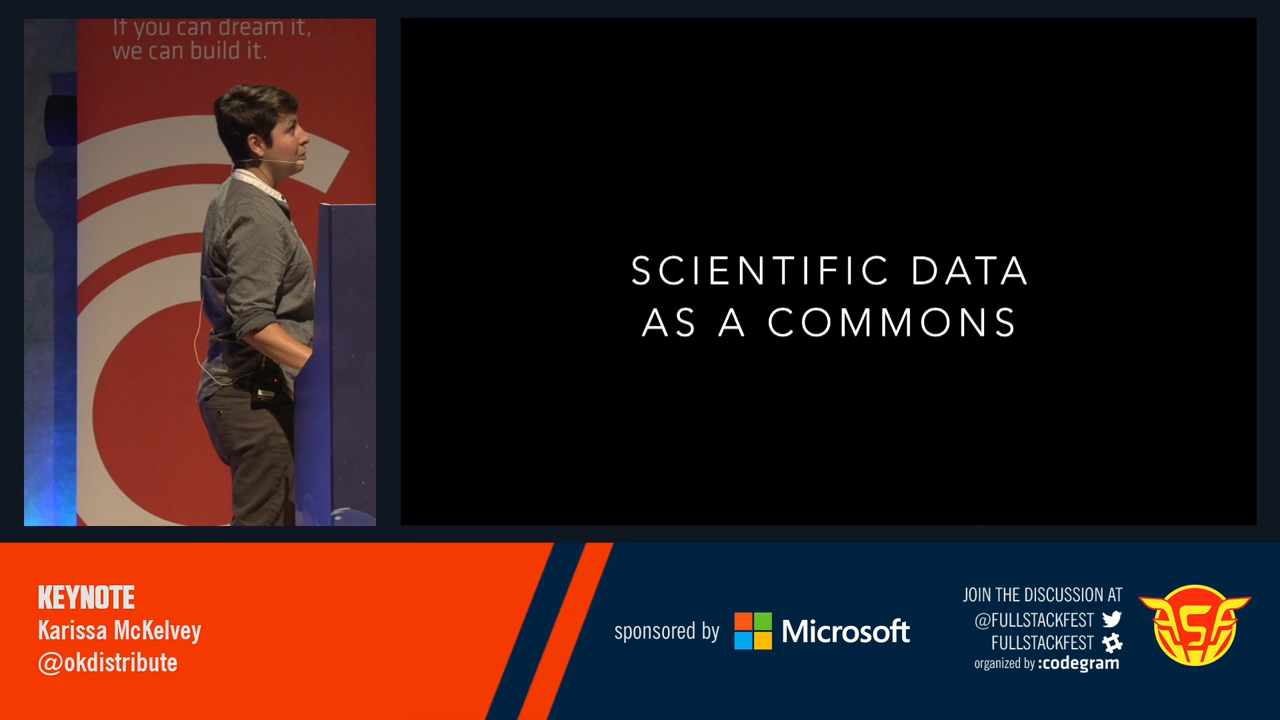 If you can dream it,
we can build it.
SCIENTIFIC DATA
AS A COMMONS
KEYNOTE
Karissa McKelvey
@okdistribute
sponsored by Microsoft
JOIN THE DISCUSSION AT
@FULLSTACKFEST
FULLSTACKFEST
organized by :codegram
FSF